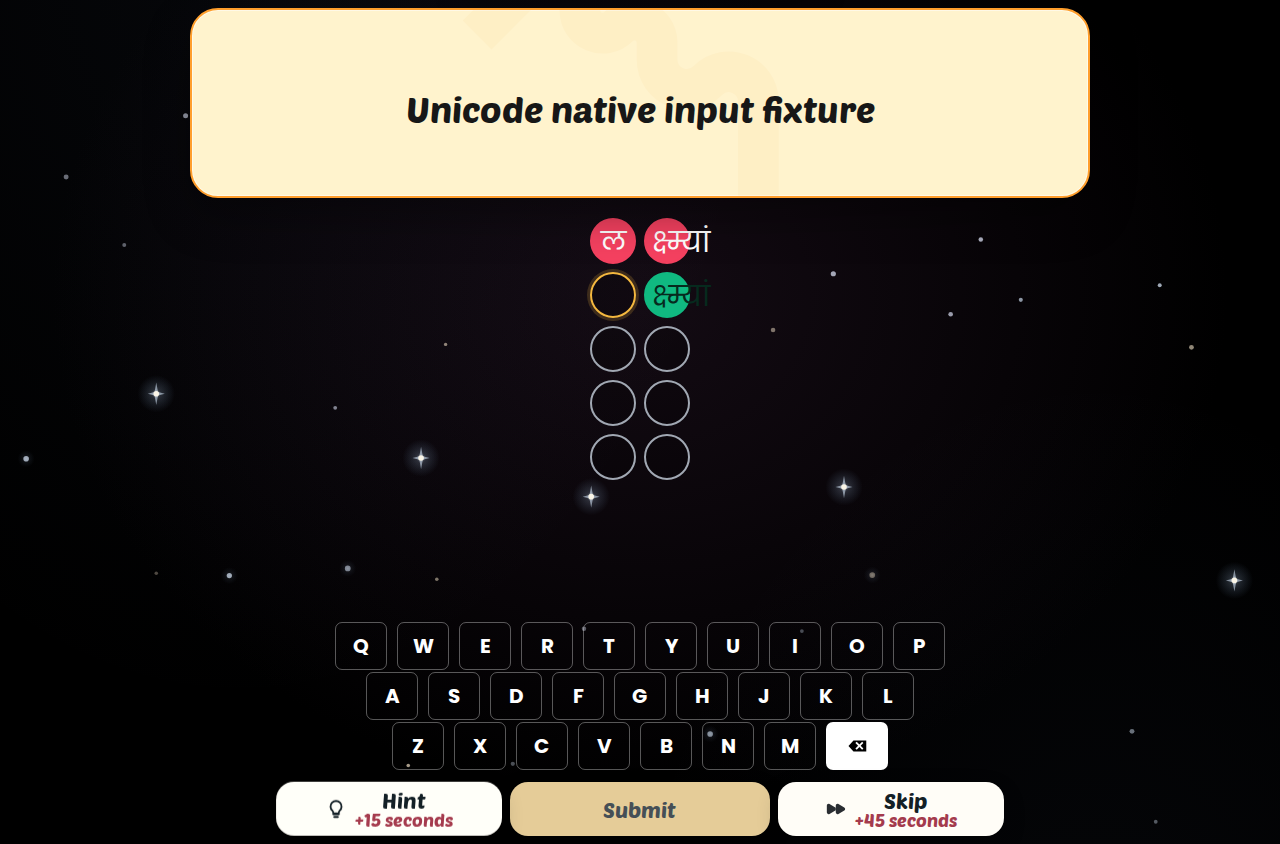 Unicode native input fixture
ल क्ष्म्यां
क्ष्म्यां
Q W E R T Y U I O P
A S D F G H J K L
Z X C V B N M
Hint
+15 seconds
Submit
Skip
+45 seconds